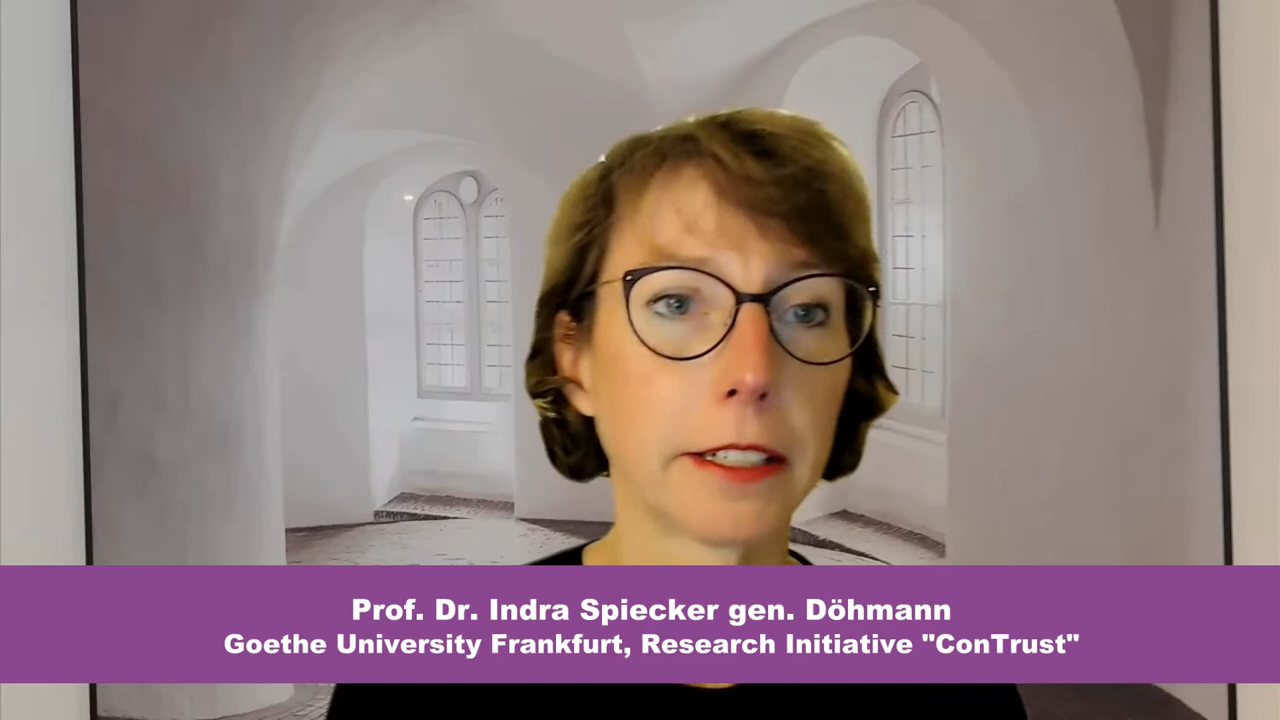 Prof. Dr. Indra Spiecker gen. Döhmann
Goethe University Frankfurt, Research Initiative "ConTrust"